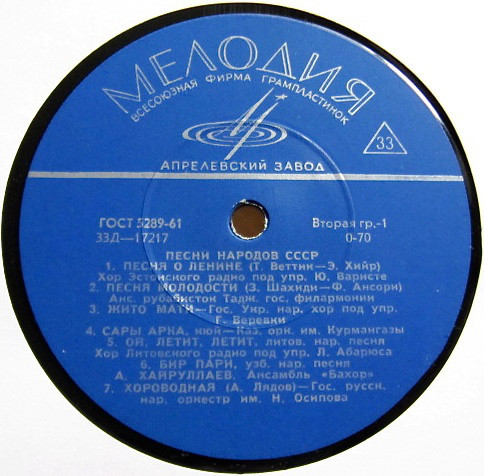 МЕЛОДИЯ
ВСЕСОЮЗНАЯ ФИРМА ГРАМПЛАСТИНОК
33
АПРЕЛЕВСКИЙ ЗАВОД
ГОСТ 5289-61
Вторая гр.-1
33Д—17217
0-70
ПЕСНИ НАРОДОВ СССР
1. ПЕСНЯ О ЛЕНИНЕ (Т. Веттик—Э. Хийр)
Хор Эстонского радио под упр. Ю. Вариste
2. ПЕСНЯ МОЛОДОСТИ (З. Шахиди—Ф. Ансори)
Анс. рубабисток Тадж. гос. филармонии
3. ЖИТО МАТИ—Гос. Укр. нар. хор под упр.
Г. Веревки
4. САРЫ АРКА, кюй—Каз. орк. им. Курмангазы
5. ОЙ, ЛЕТИТ, ЛЕТИТ, литов. нар. песня
Хор Литовского радио под упр. Л. Абарюса
6. БИР ПАРИ, узб. нар. песня
А. ХАЙРУЛЛАЕВ, Ансамбль «Бахор»
7. ХОРОВОДНАЯ (А. Лядов)—Гос. русск.
нар. оркестр им. Н. Осипова